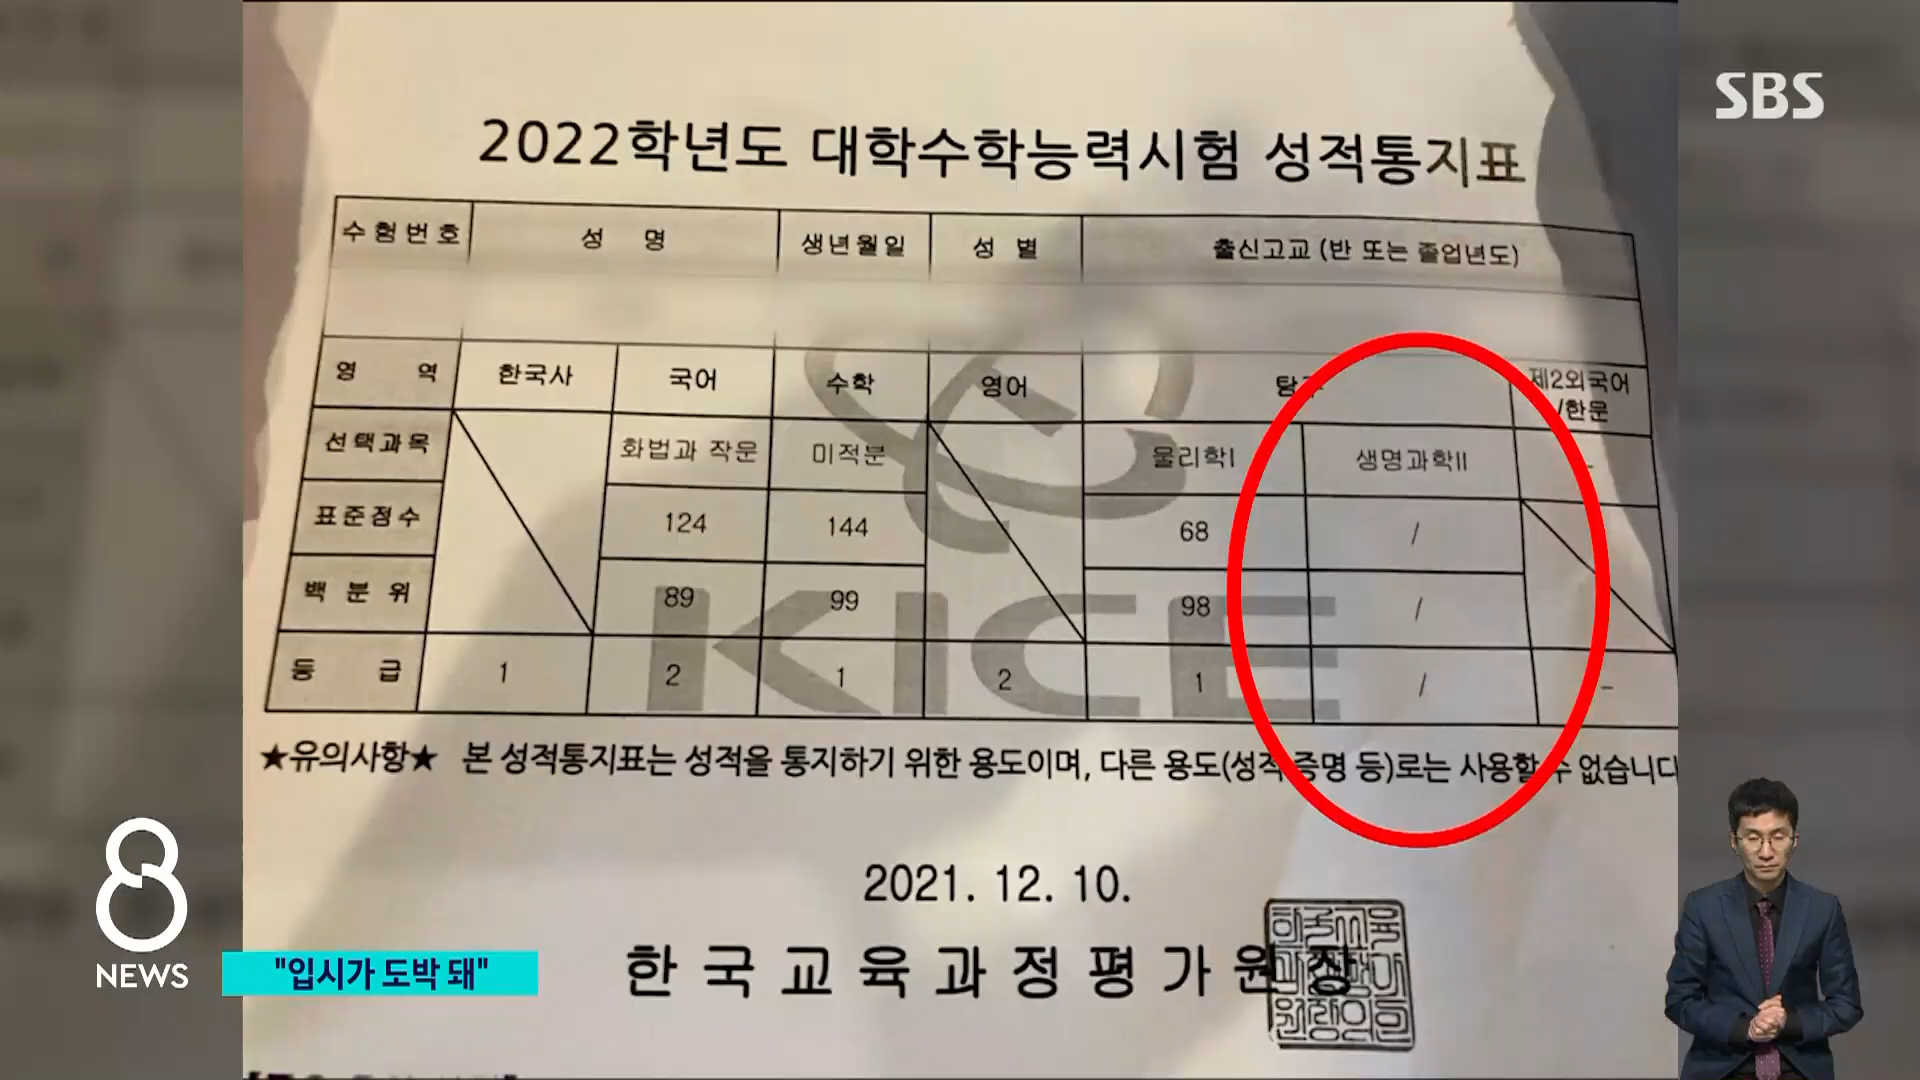 SBS
2022학년도 대학수학능력시험 성적통지표
수험번호 성 명 생년월일 성 별 출신고교 (반 또는 졸업년도)
영 역 한국사 국어 수학 영어 제2외국어
/한문
선택과목 화법과 작문 미적분 물리학I 생명과학II -
표준점수 124 144 68 /
백 분 위 89 99 98 /
등 급 1 2 1 2 1 / -
KICE
★유의사항★ 본 성적통지표는 성적을 통지하기 위한 용도이며, 다른 용도(성적 증명 등)로는 사용할 수 없습니다
2021. 12. 10.
한국교육과정평가원장
8
NEWS
"입시가 도박 돼"